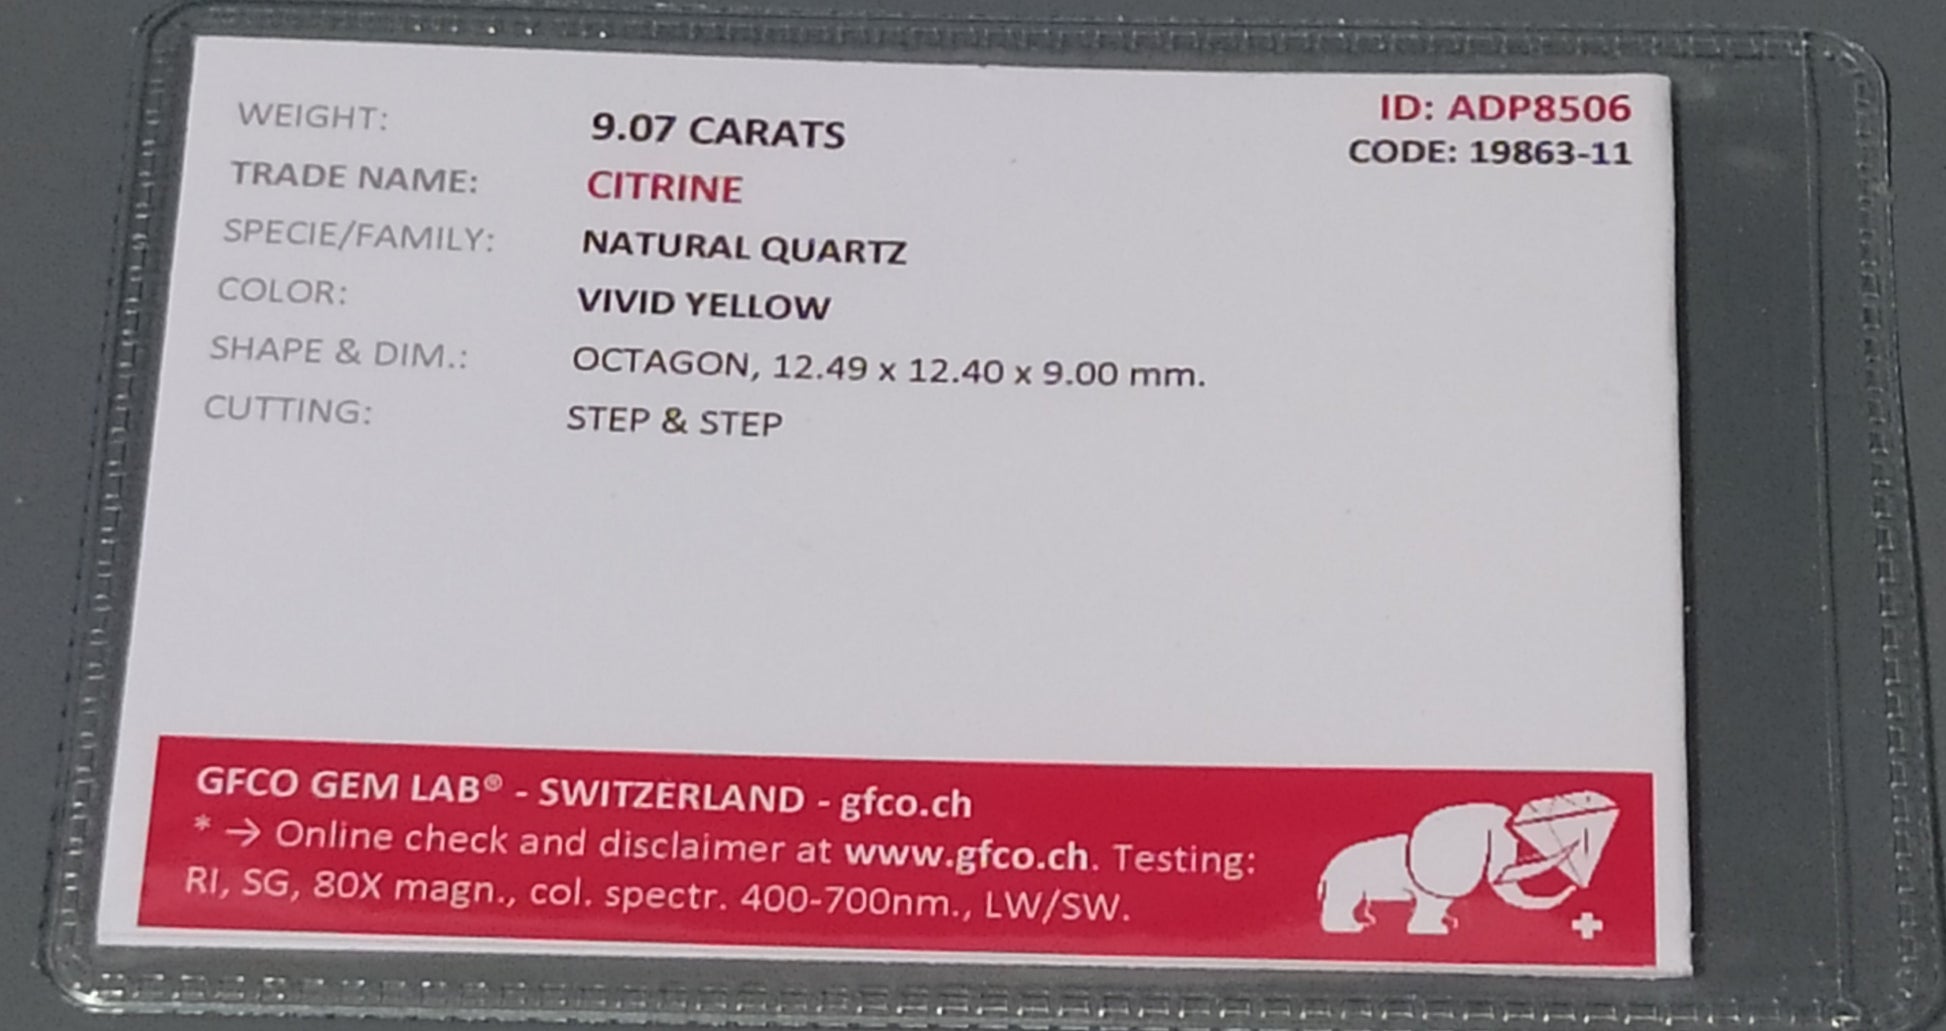 ID: ADP8506
CODE: 19863-11
WEIGHT: 9.07 CARATS
TRADE NAME: CITRINE
SPECIE/FAMILY: NATURAL QUARTZ
COLOR: VIVID YELLOW
SHAPE & DIM.: OCTAGON, 12.49 x 12.40 x 9.00 mm.
CUTTING: STEP & STEP
GFCO GEM LAB® - SWITZERLAND - gfco.ch
* → Online check and disclaimer at www.gfco.ch. Testing:
RI, SG, 80X magn., col. spectr. 400-700nm., LW/SW.